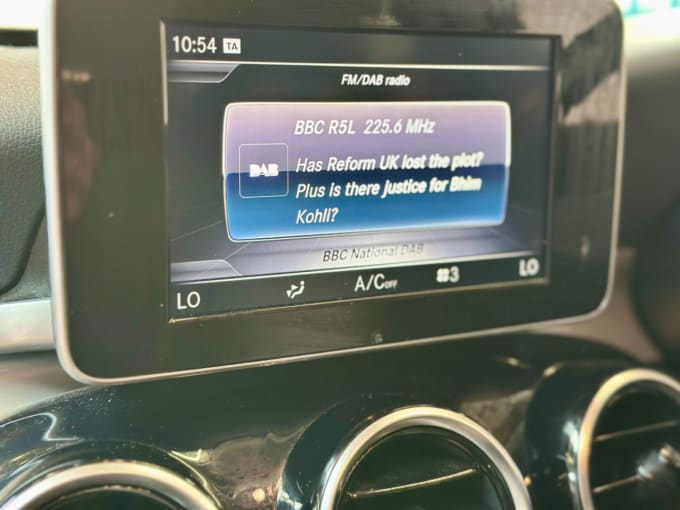 10:54 TA
FM/DAB radio
BBC R5L 225.6 MHz
DAB
Has Reform UK lost the plot?
Plus is there justice for Bhim
Kohli?
BBC National DAB
LO A/C OFF 3 LO